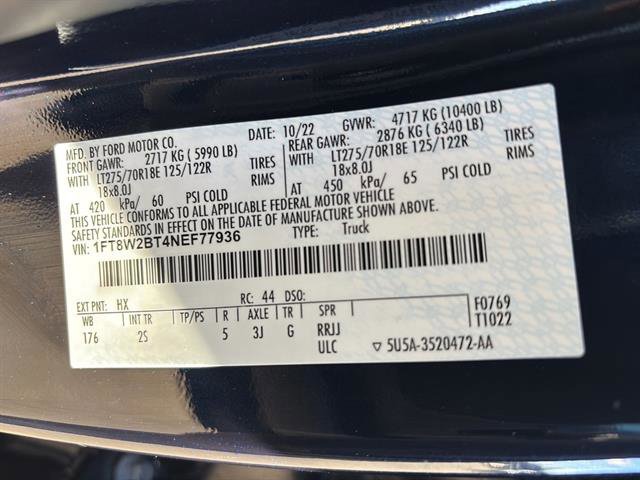 MFD. BY FORD MOTOR CO. DATE: 10/22 GVWR: 4717 KG (10400 LB)
FRONT GAWR: 2717 KG (5990 LB) REAR GAWR: 2876 KG (6340 LB)
WITH LT275/70R18E 125/122R TIRES WITH LT275/70R18E 125/122R TIRES
18x8.0J RIMS 18x8.0J RIMS
AT 420 kPa/ 60 PSI COLD AT 450 kPa/ 65 PSI COLD
THIS VEHICLE CONFORMS TO ALL APPLICABLE FEDERAL MOTOR VEHICLE
SAFETY STANDARDS IN EFFECT ON THE DATE OF MANUFACTURE SHOWN ABOVE.
VIN: 1FT8W2BT4NEF77936 TYPE: Truck
EXT PNT: HX RC: 44 DSO: F0769
WB INT TR TP/PS R AXLE TR SPR T1022
176 2S 5 3J G RRJJ
ULC ▽ 5U5A-3520472-AA